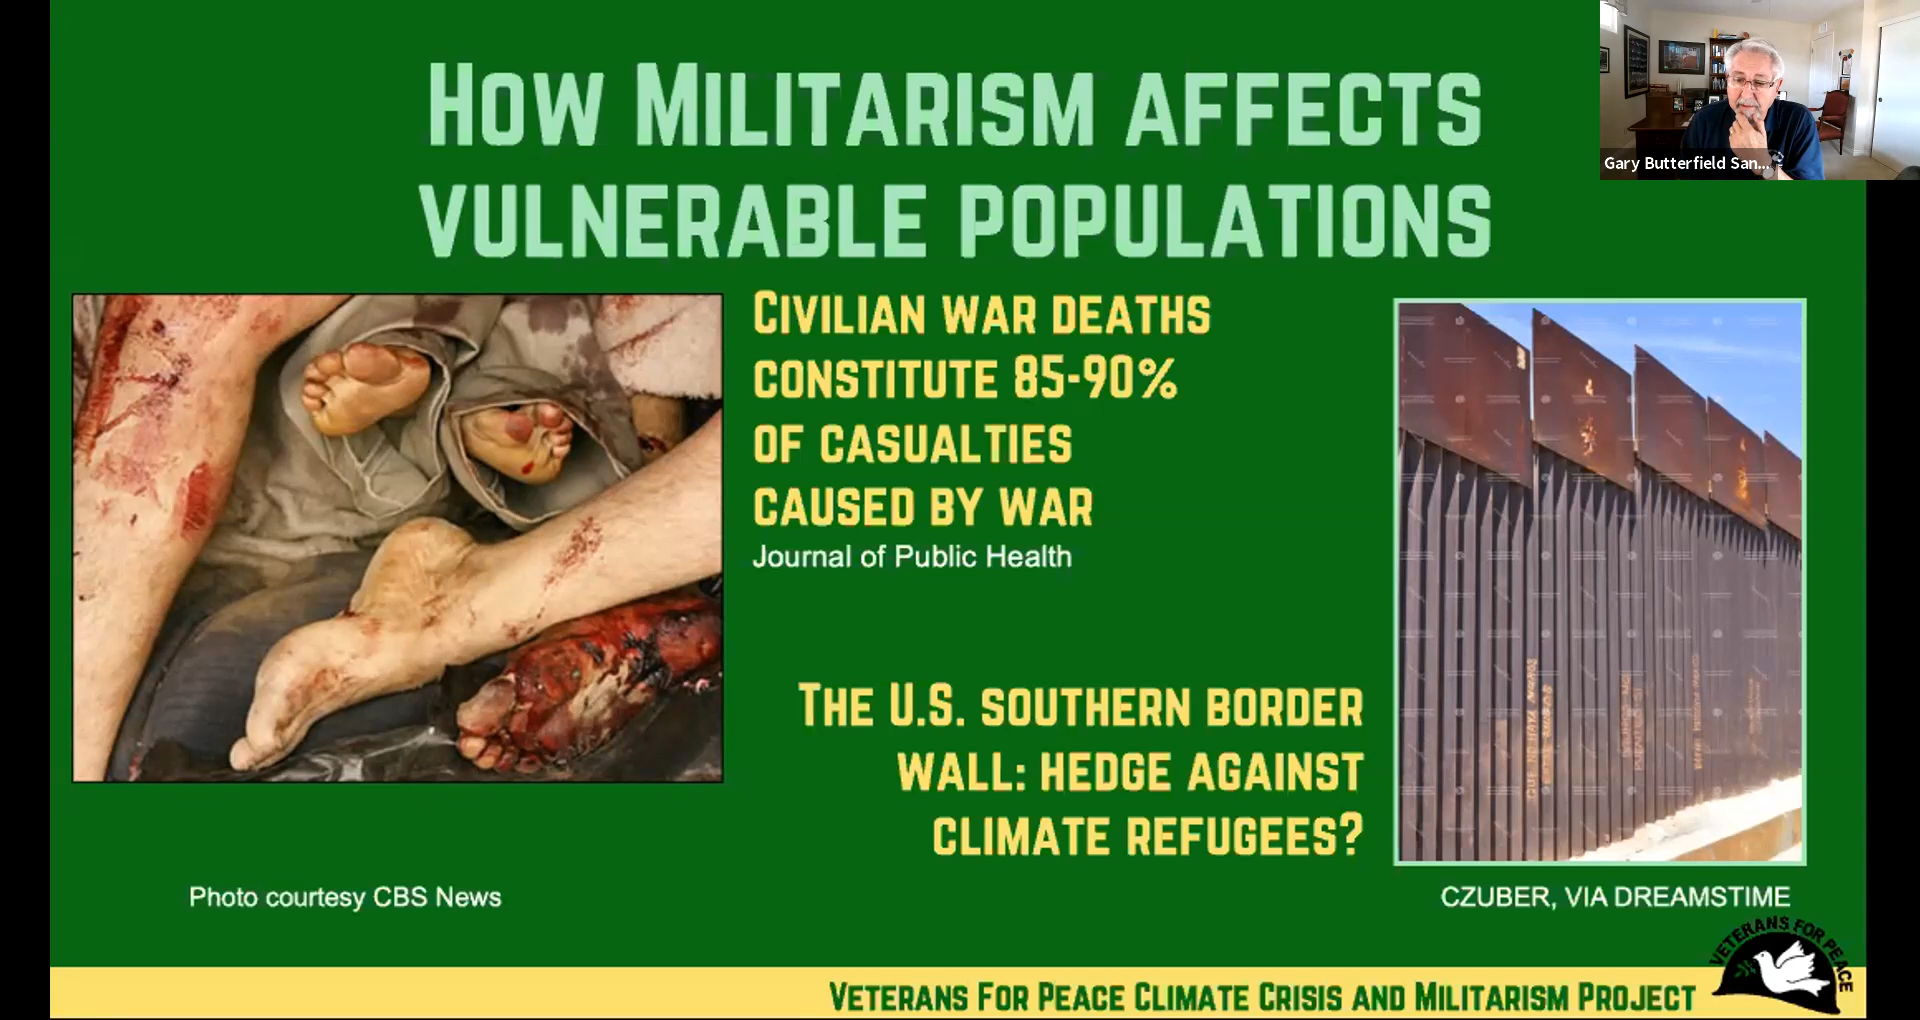 HOW MILITARISM AFFECTS
VULNERABLE POPULATIONS
Gary Butterfield San...
CIVILIAN WAR DEATHS
CONSTITUTE 85-90%
OF CASUALTIES
CAUSED BY WAR
Journal of Public Health
THE U.S. SOUTHERN BORDER
WALL: HEDGE AGAINST
CLIMATE REFUGEES?
Photo courtesy CBS News
CZUBER, VIA DREAMSTIME
VETERANS FOR PEACE
VETERANS FOR PEACE CLIMATE CRISIS AND MILITARISM PROJECT